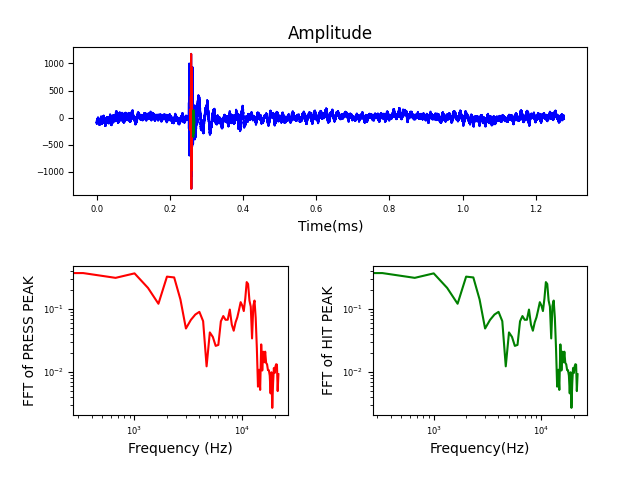 Amplitude
1000
500
0
−500
−1000
0.0 0.2 0.4 0.6 0.8 1.0 1.2
Time(ms)
FFT of PRESS PEAK
10⁻¹
10⁻²
10³ 10⁴
Frequency (Hz)
FFT of HIT PEAK
10⁻¹
10⁻²
10³ 10⁴
Frequency(Hz)